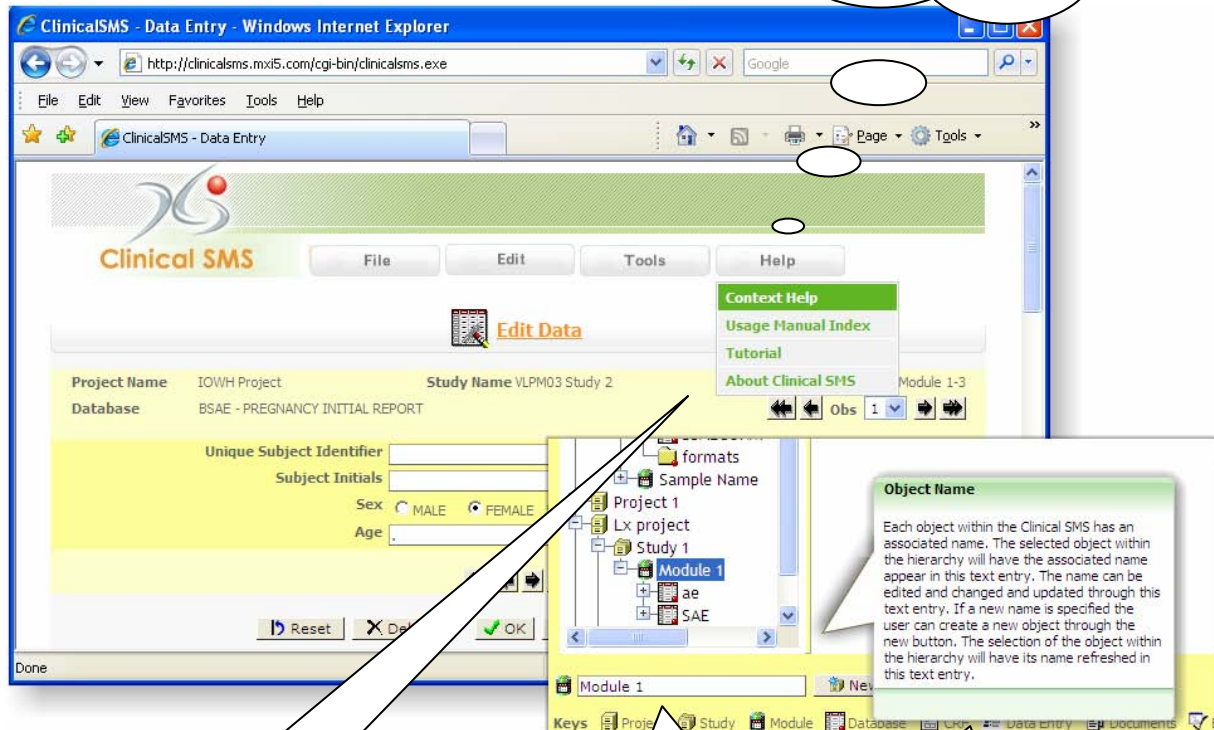 ClinicalSMS - Data Entry - Windows Internet Explorer
http://clinicalsms.mxi5.com/cgi-bin/clinicalsms.exe
Google
File Edit View Favorites Tools Help
ClinicalSMS - Data Entry
Page Tools »
Clinical SMS
File Edit Tools Help
Context Help
Usage Manual Index
Tutorial
About Clinical SMS
Edit Data
Project Name IOWH Project Study Name VLPM03 Study 2 Module 1-3
Database BSAE - PREGNANCY INITIAL REPORT Obs 1
Unique Subject Identifier
Subject Initials
Sex MALE FEMALE
Age .
Reset OK
Done
formats
Sample Name
Project 1
Lx project
Study 1
Module 1
ae
SAE
Module 1
New
Keys Study Module Database Data Entry Documents
Object Name
Each object within the Clinical SMS has an
associated name. The selected object within
the hierarchy will have the associated name
appear in this text entry. The name can be
edited and changed and updated through this
text entry. If a new name is specified the
user can create a new object through the
new button. The selection of the object within
the hierarchy will have its name refreshed in
this text entry.